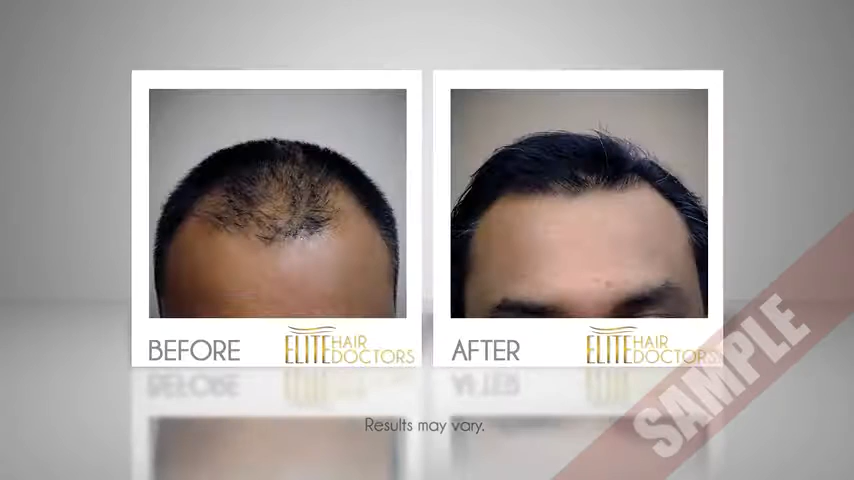 BEFORE
ELITE HAIR DOCTORS
AFTER
ELITE HAIR DOCTORS
Results may vary.
SAMPLE